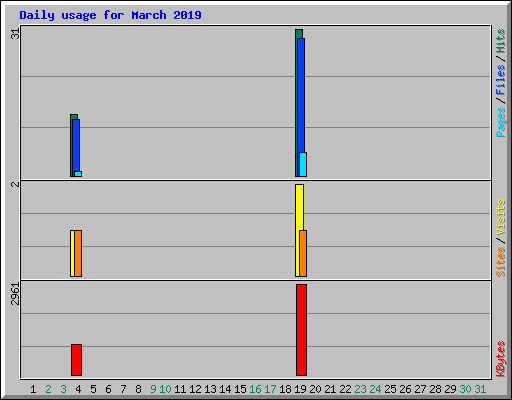 Daily usage for March 2019
31
2
2961
Pages / Files / Hits
Sites / Visits
KBytes
1 2 3 4 5 6 7 8 9 10 11 12 13 14 15 16 17 18 19 20 21 22 23 24 25 26 27 28 29 30 31